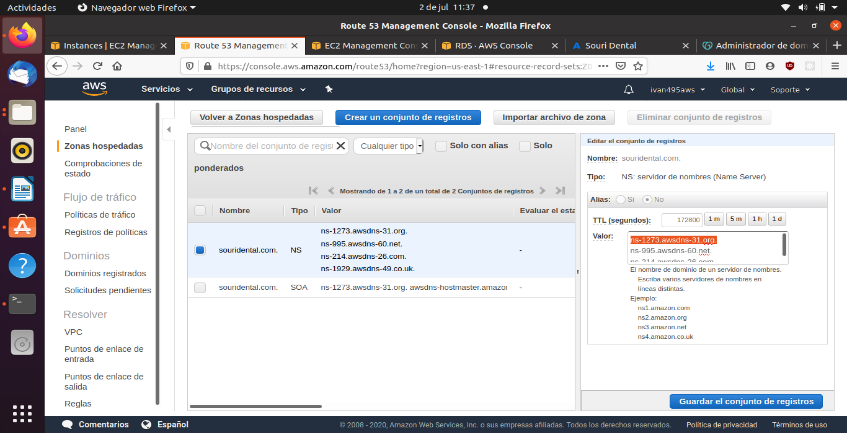 Actividades
Navegador web Firefox
2 de jul 11:37
Route 53 Management Console - Mozilla Firefox
Instances | EC2 Manag
Route 53 Management
EC2 Management Con
RDS · AWS Console
Souri Dental
Administrador de dom
https://console.aws.amazon.com/route53/home?region=us-east-1#resource-record-sets:Z0
aws
Servicios
Grupos de recursos
ivan495aws
Global
Soporte
Panel
Zonas hospedadas
Comprobaciones de
estado
Flujo de tráfico
Políticas de tráfico
Registros de políticas
Dominios
Dominios registrados
Solicitudes pendientes
Resolver
VPC
Puntos de enlace de
entrada
Puntos de enlace de
salida
Reglas
Volver a Zonas hospedadas
Crear un conjunto de registros
Importar archivo de zona
Eliminar conjunto de registros
Nombre del conjunto de regist
Cualquier tipo
Solo con alias
Solo
ponderados
Mostrando de 1 a 2 de un total de 2 Conjuntos de registros
Nombre Tipo Valor Evaluar el esta
souridental.com. NS
ns-1273.awsdns-31.org.
ns-995.awsdns-60.net.
ns-214.awsdns-26.com.
ns-1929.awsdns-49.co.uk.
-
souridental.com. SOA ns-1273.awsdns-31.org. awsdns-hostmaster.amazor -
Editar el conjunto de registros
Nombre: souridental.com.
Tipo: NS: servidor de nombres (Name Server)
Alias: Sí No
TTL (segundos): 172800 1 m 5 m 1 h 1 d
Valor:
ns-1273.awsdns-31.org.
ns-995.awsdns-60.net.
ns-214.awsdns-26.com.
El nombre de dominio de un servidor de nombres.
Escriba varios servidores de nombres en
líneas distintas.
Ejemplo:
ns1.amazon.com
ns2.amazon.org
ns3.amazon.net
ns4.amazon.co.uk
Guardar el conjunto de registros
Comentarios
Español
© 2008 - 2020, Amazon Web Services, Inc. o sus empresas afiliadas. Todos los derechos reservados.
Política de privacidad
Términos de uso